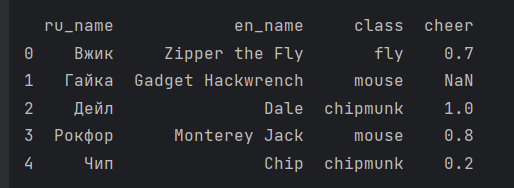 ru_name en_name class cheer
0 Вжик Zipper the Fly fly 0.7
1 Гайка Gadget Hackwrench mouse NaN
2 Дейл Dale chipmunk 1.0
3 Рокфор Monterey Jack mouse 0.8
4 Чип Chip chipmunk 0.2